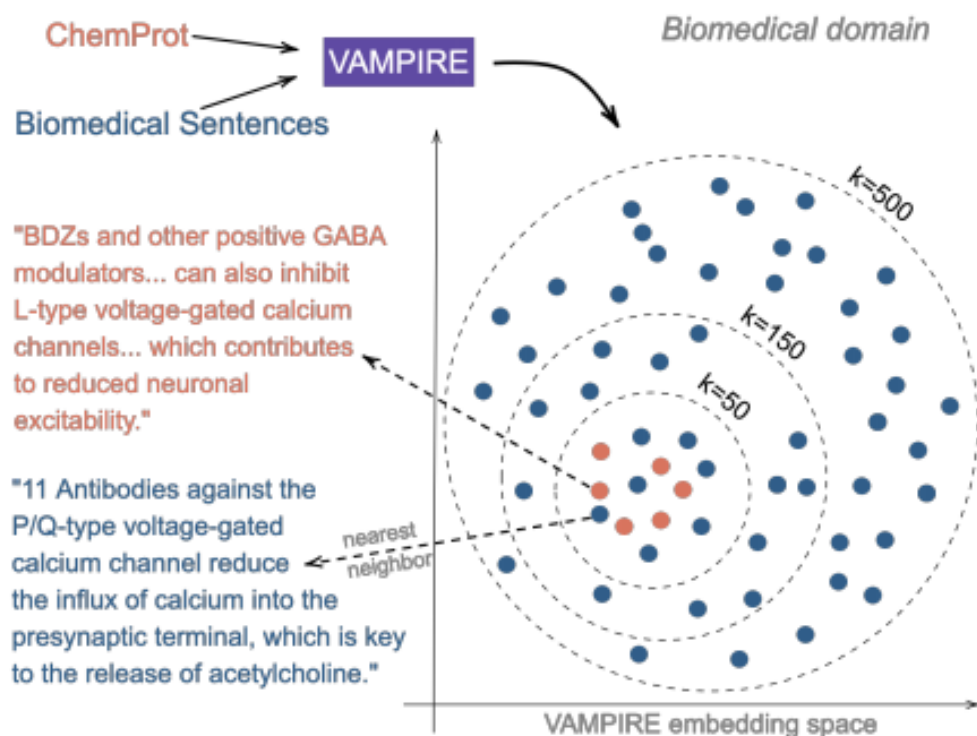 ChemProt
Biomedical domain
VAMPIRE
Biomedical Sentences
k=500
"BDZs and other positive GABA
modulators... can also inhibit
L-type voltage-gated calcium
channels... which contributes
to reduced neuronal
excitability."
k=150
k=50
"11 Antibodies against the
P/Q-type voltage-gated
calcium channel reduce
the influx of calcium into the
presynaptic terminal, which is key
to the release of acetylcholine."
nearest
neighbor
VAMPIRE embedding space